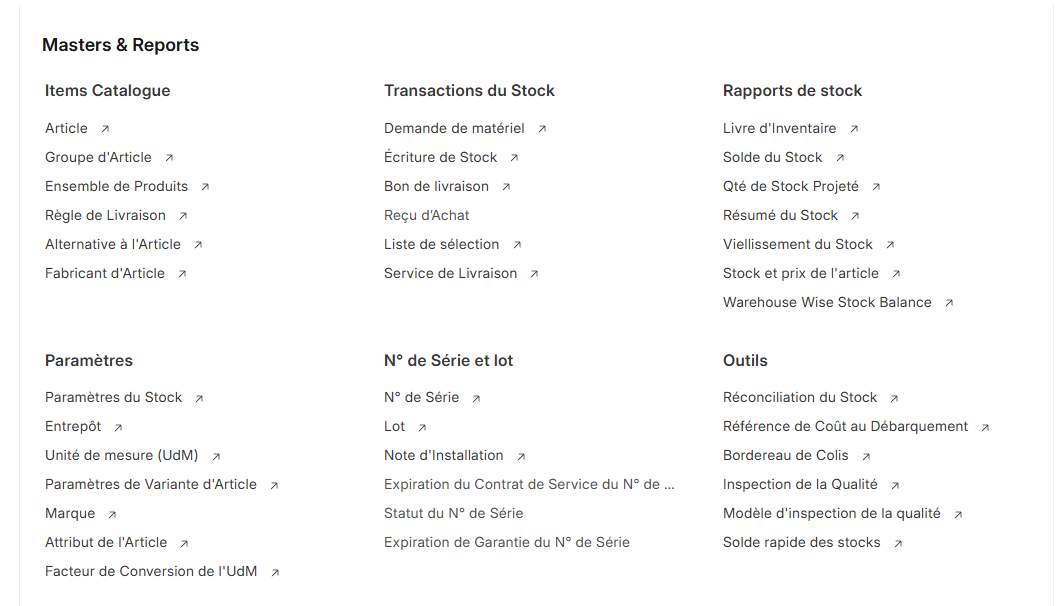 Masters & Reports
Items Catalogue
Article
Groupe d'Article
Ensemble de Produits
Règle de Livraison
Alternative à l'Article
Fabricant d'Article
Transactions du Stock
Demande de matériel
Écriture de Stock
Bon de livraison
Reçu d’Achat
Liste de sélection
Service de Livraison
Rapports de stock
Livre d'Inventaire
Solde du Stock
Qté de Stock Projeté
Résumé du Stock
Viellissement du Stock
Stock et prix de l'article
Warehouse Wise Stock Balance
Paramètres
Paramètres du Stock
Entrepôt
Unité de mesure (UdM)
Paramètres de Variante d'Article
Marque
Attribut de l'Article
Facteur de Conversion de l'UdM
N° de Série et lot
N° de Série
Lot
Note d'Installation
Expiration du Contrat de Service du N° de ...
Statut du N° de Série
Expiration de Garantie du N° de Série
Outils
Réconciliation du Stock
Référence de Coût au Débarquement
Bordereau de Colis
Inspection de la Qualité
Modèle d'inspection de la qualité
Solde rapide des stocks